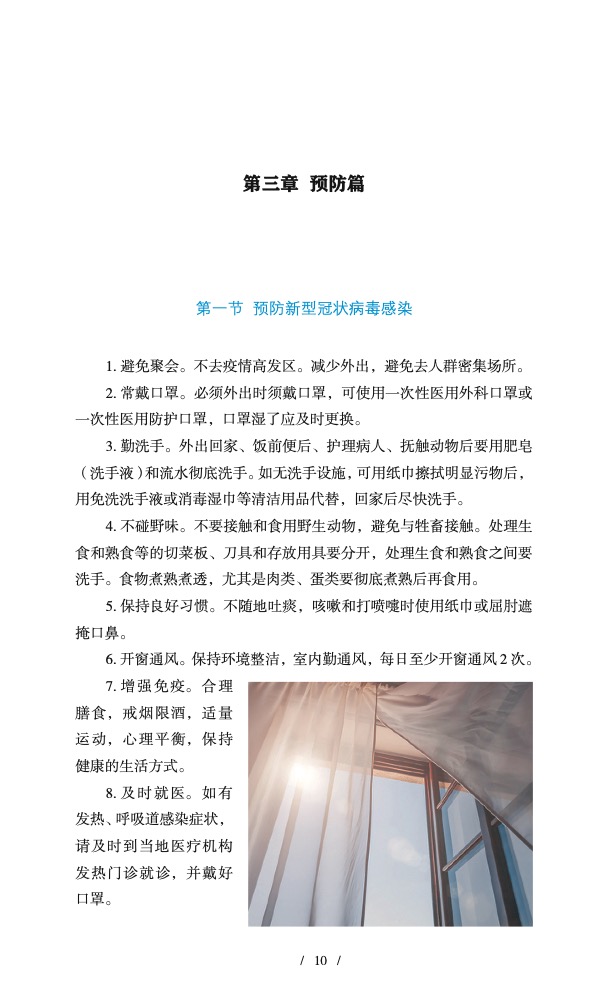 第三章 预防篇
第一节 预防新型冠状病毒感染
1. 避免聚会。不去疫情高发区。减少外出，避免去人群密集场所。
2. 常戴口罩。必须外出时须戴口罩，可使用一次性医用外科口罩或
一次性医用防护口罩，口罩湿了应及时更换。
3. 勤洗手。外出回家、饭前便后、护理病人、抚触动物后要用肥皂
（洗手液）和流水彻底洗手。如无洗手设施，可用纸巾擦拭明显污物后，
用免洗洗手液或消毒湿巾等清洁用品代替，回家后尽快洗手。
4. 不碰野味。不要接触和食用野生动物，避免与牲畜接触。处理生
食和熟食等的切菜板、刀具和存放用具要分开，处理生食和熟食之间要
洗手。食物煮熟煮透，尤其是肉类、蛋类要彻底煮熟后再食用。
5. 保持良好习惯。不随地吐痰，咳嗽和打喷嚏时使用纸巾或屈肘遮
掩口鼻。
6. 开窗通风。保持环境整洁，室内勤通风，每日至少开窗通风 2 次。
7. 增强免疫。合理
膳食，戒烟限酒，适量
运动，心理平衡，保持
健康的生活方式。
8. 及时就医。如有
发热、呼吸道感染症状，
请及时到当地医疗机构
发热门诊就诊，并戴好
口罩。
/ 10 /